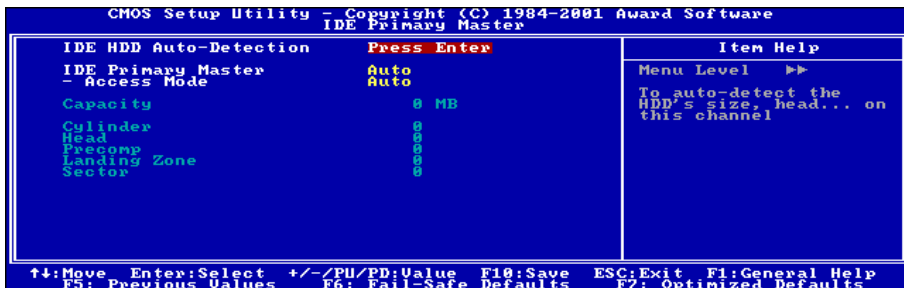 CMOS Setup Utility - Copyright (C) 1984-2001 Award Software
IDE Primary Master
IDE HDD Auto-Detection Press Enter
IDE Primary Master Auto
- Access Mode Auto
Capacity 0 MB
Cylinder 0
Head 0
Precomp 0
Landing Zone 0
Sector 0
Item Help
Menu Level ▸▸
To auto-detect the
HDD's size, head... on
this channel
↑↓:Move Enter:Select +/-/PU/PD:Value F10:Save ESC:Exit F1:General Help
F5: Previous Values F6: Fail-Safe Defaults F7: Optimized Defaults